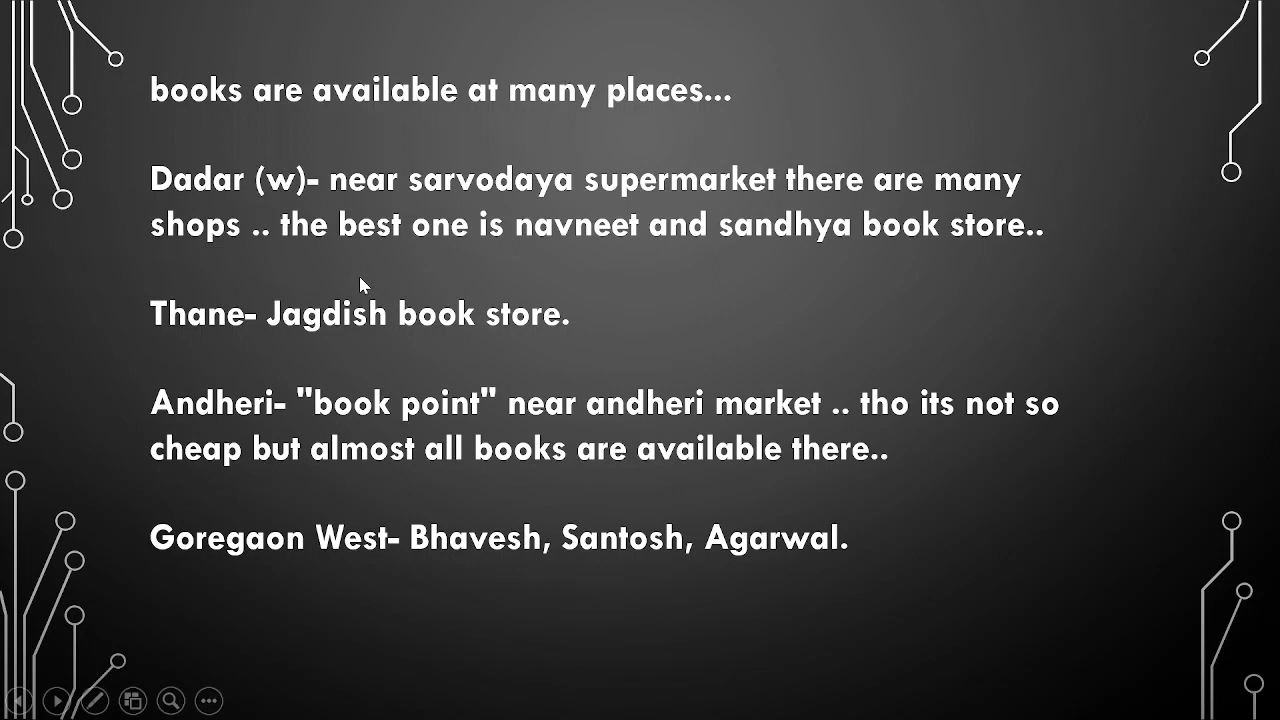 books are available at many places...
Dadar (w)- near sarvodaya supermarket there are many
shops .. the best one is navneet and sandhya book store..
Thane- Jagdish book store.
Andheri- "book point" near andheri market .. tho its not so
cheap but almost all books are available there..
Goregaon West- Bhavesh, Santosh, Agarwal.